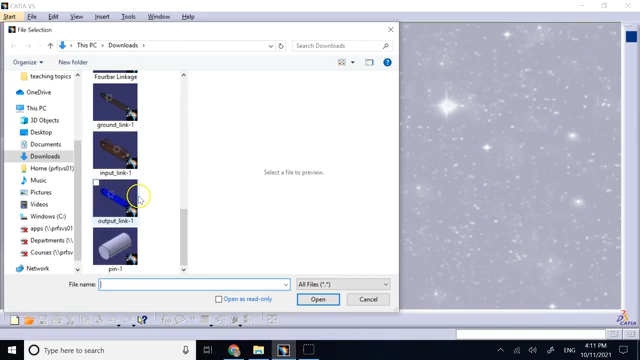 CATIA V5
Start File Edit View Insert Tools Window Help
File Selection
This PC > Downloads >
Search Downloads
Organize New folder
teaching topics
OneDrive
This PC
3D Objects
Desktop
Documents
Downloads
Home (prfsvs01)
Music
Pictures
Videos
Windows (C:)
apps (\\prfsvs01)
Departments (\\
Courses (\\prfsv
Network
Fourbar Linkage
ground_link-1
input_link-1
output_link-1
pin-1
Select a file to preview.
File name:
All Files (*.*)
Open as read-only
Open
Cancel
CATIA
Type here to search
ENG
4:11 PM
10/11/2021